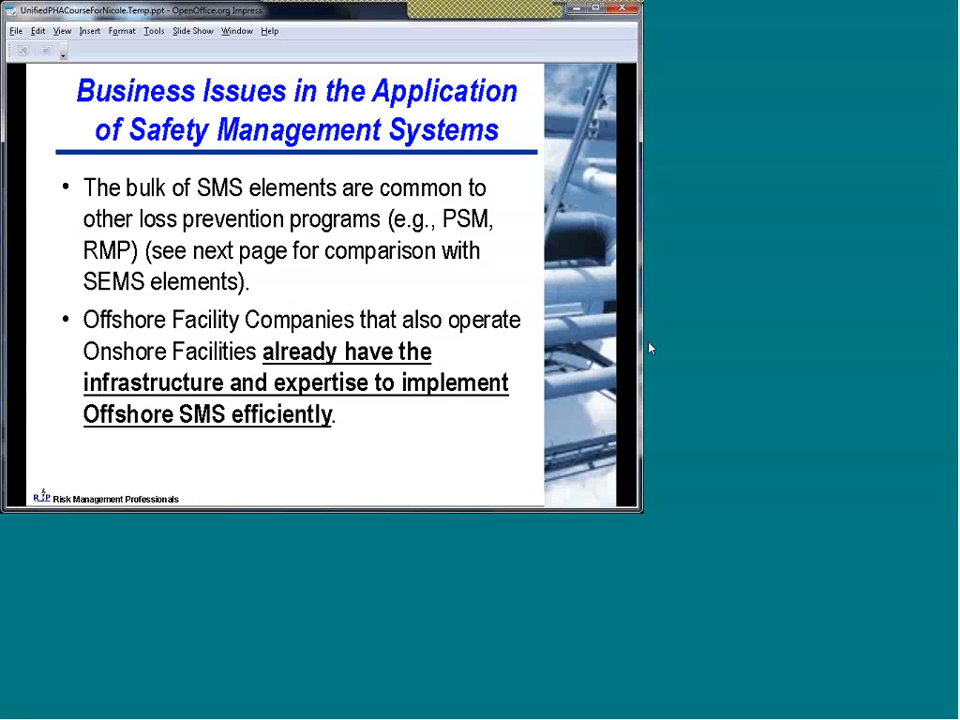 UnifiedPHACourseForNicole.Temp.ppt - OpenOffice.org Impress
File Edit View Insert Format Tools Slide Show Window Help
Business Issues in the Application
of Safety Management Systems
• The bulk of SMS elements are common to
other loss prevention programs (e.g., PSM,
RMP) (see next page for comparison with
SEMS elements).
• Offshore Facility Companies that also operate
Onshore Facilities already have the
infrastructure and expertise to implement
Offshore SMS efficiently.
RMP Risk Management Professionals